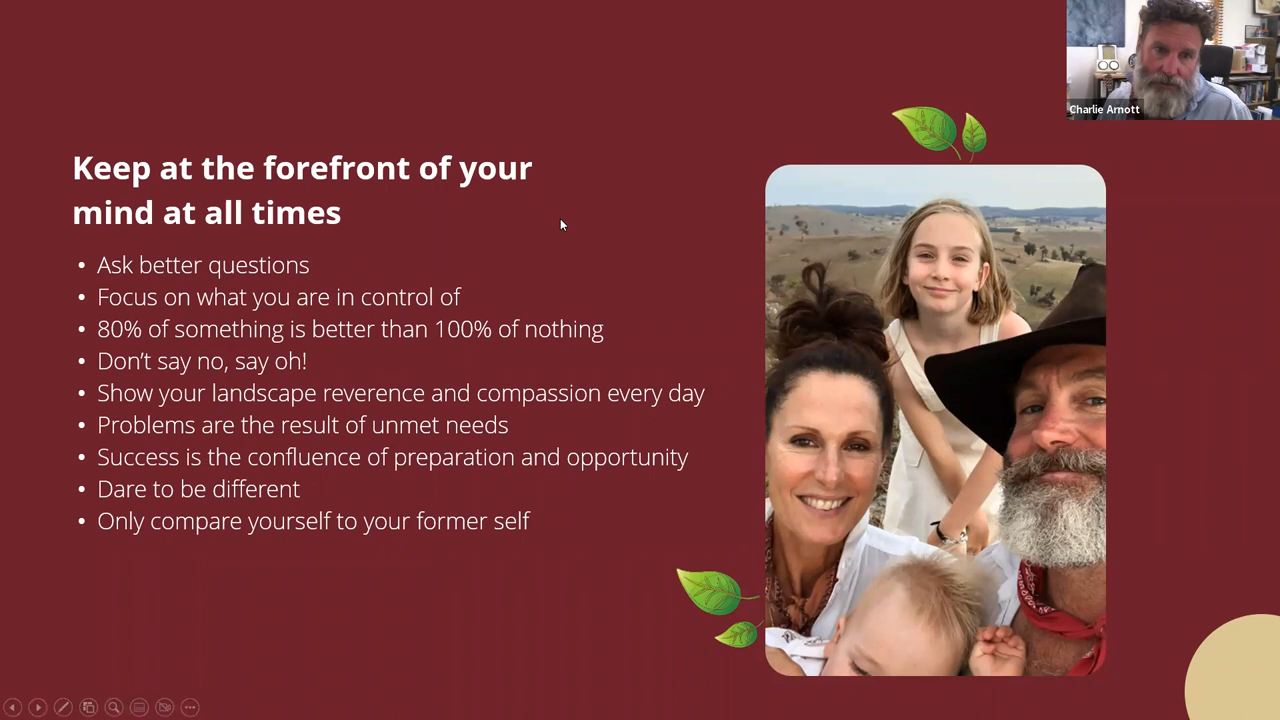 Charlie Arnott
Keep at the forefront of your
mind at all times
• Ask better questions
• Focus on what you are in control of
• 80% of something is better than 100% of nothing
• Don’t say no, say oh!
• Show your landscape reverence and compassion every day
• Problems are the result of unmet needs
• Success is the confluence of preparation and opportunity
• Dare to be different
• Only compare yourself to your former self